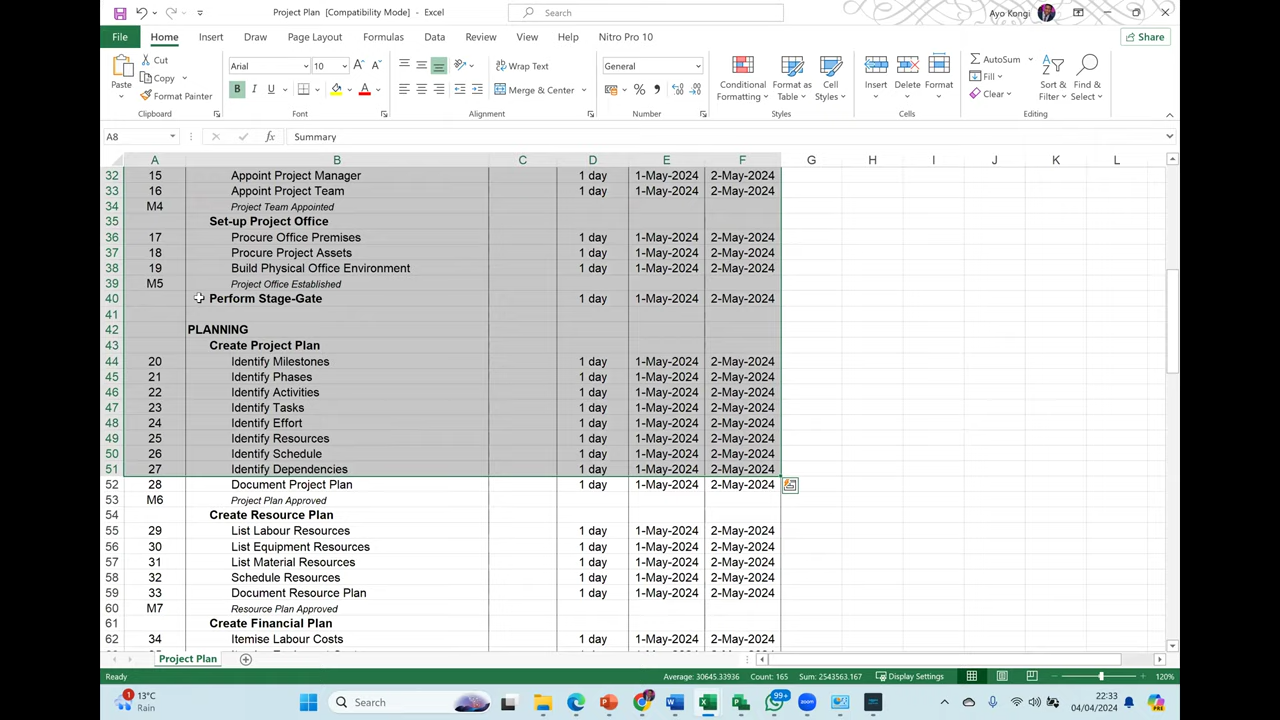 Project Plan [Compatibility Mode] - Excel
Search
Ayo Kongi
File Home Insert Draw Page Layout Formulas Data Review View Help Nitro Pro 10 Share
Paste Cut Copy Format Painter Clipboard
Arial 10 A A B I U A Font
Wrap Text Merge & Center Alignment
General % Number
Conditional Formatting Format as Table Cell Styles Styles
Insert Delete Format Cells
AutoSum Fill Clear Sort & Filter Find & Select Editing
A8 fx Summary
A B C D E F G H I J K L
32 15 Appoint Project Manager 1 day 1-May-2024 2-May-2024
33 16 Appoint Project Team 1 day 1-May-2024 2-May-2024
34 M4 Project Team Appointed
35 Set-up Project Office
36 17 Procure Office Premises 1 day 1-May-2024 2-May-2024
37 18 Procure Project Assets 1 day 1-May-2024 2-May-2024
38 19 Build Physical Office Environment 1 day 1-May-2024 2-May-2024
39 M5 Project Office Established
40 Perform Stage-Gate 1 day 1-May-2024 2-May-2024
41
42 PLANNING
43 Create Project Plan
44 20 Identify Milestones 1 day 1-May-2024 2-May-2024
45 21 Identify Phases 1 day 1-May-2024 2-May-2024
46 22 Identify Activities 1 day 1-May-2024 2-May-2024
47 23 Identify Tasks 1 day 1-May-2024 2-May-2024
48 24 Identify Effort 1 day 1-May-2024 2-May-2024
49 25 Identify Resources 1 day 1-May-2024 2-May-2024
50 26 Identify Schedule 1 day 1-May-2024 2-May-2024
51 27 Identify Dependencies 1 day 1-May-2024 2-May-2024
52 28 Document Project Plan 1 day 1-May-2024 2-May-2024
53 M6 Project Plan Approved
54 Create Resource Plan
55 29 List Labour Resources 1 day 1-May-2024 2-May-2024
56 30 List Equipment Resources 1 day 1-May-2024 2-May-2024
57 31 List Material Resources 1 day 1-May-2024 2-May-2024
58 32 Schedule Resources 1 day 1-May-2024 2-May-2024
59 33 Document Resource Plan 1 day 1-May-2024 2-May-2024
60 M7 Resource Plan Approved
61 Create Financial Plan
62 34 Itemise Labour Costs 1 day 1-May-2024 2-May-2024
Project Plan
Ready Average: 30645.33936 Count: 165 Sum: 2543563.167 Display Settings 120%
13°C Rain Search 99+ 22:33 04/04/2024